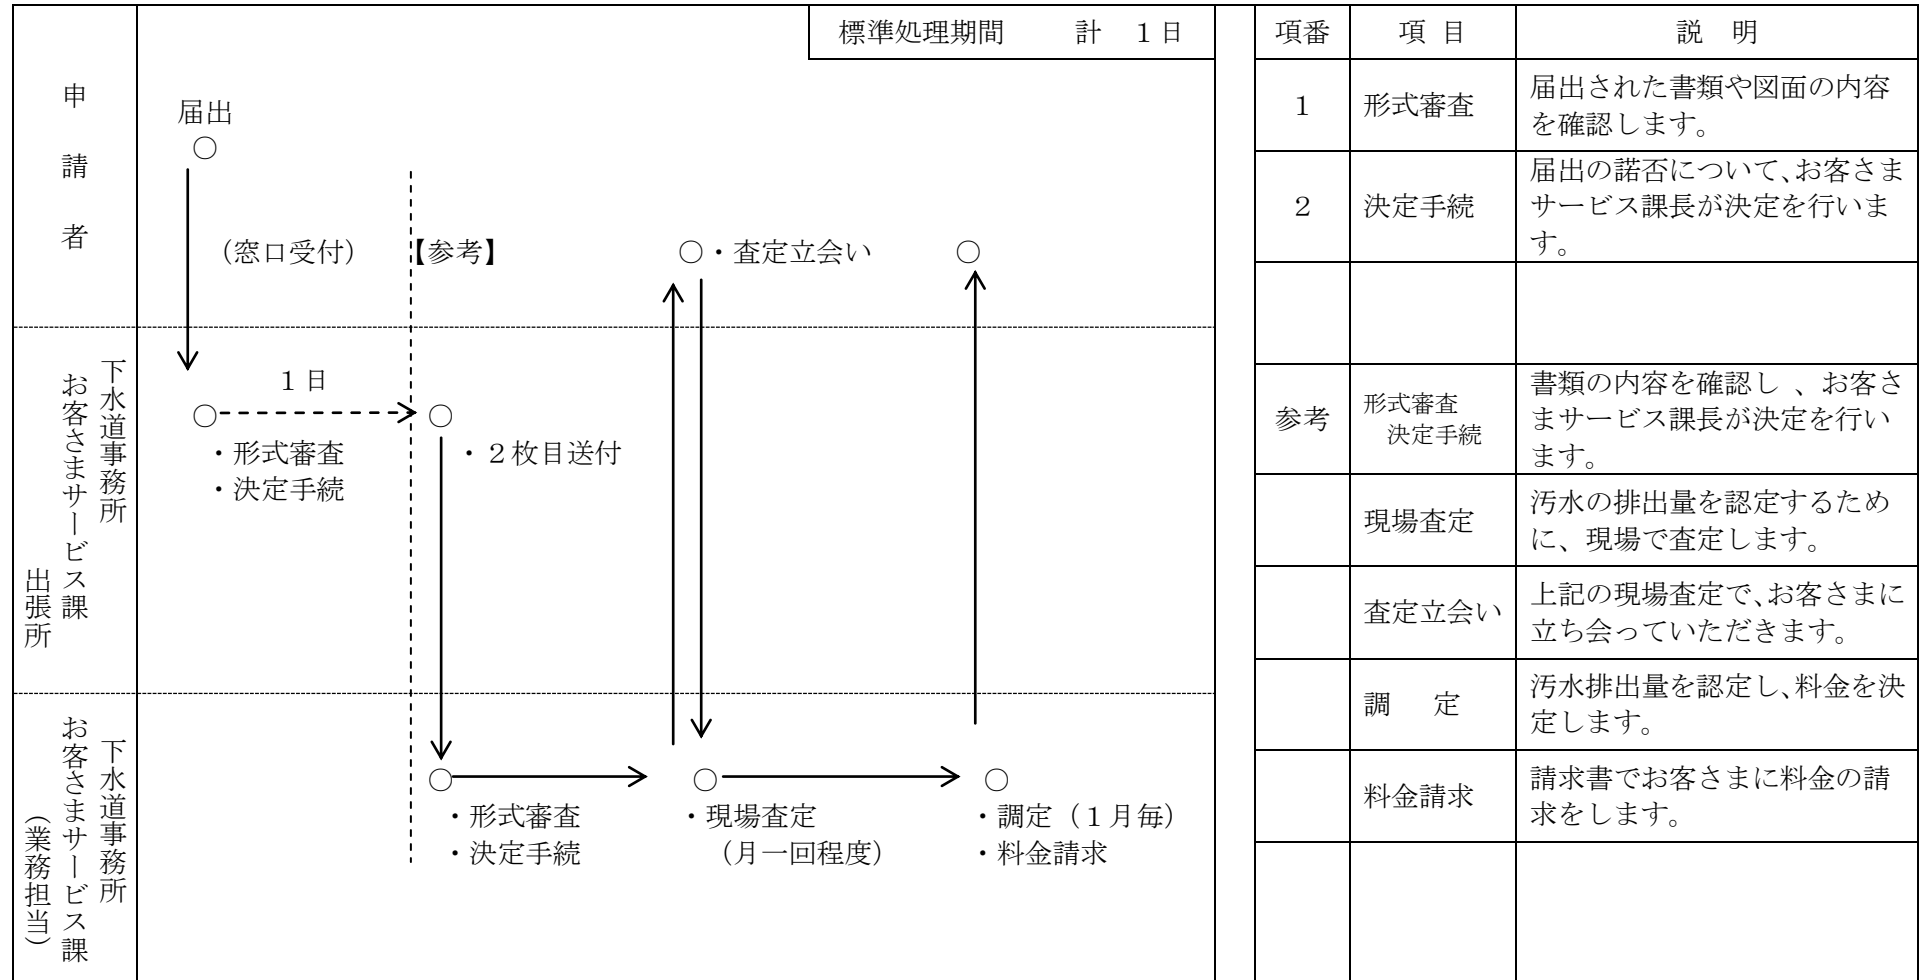 標準処理期間　　計　１日
申請者
届出
○
（窓口受付）
【参考】
○・査定立会い
○
下水道事務所
お客さまサービス課
出張所
１日
○
・形式審査
・決定手続
○
・２枚目送付
下水道事務所
お客さまサービス課
（業務担当）
○
・形式審査
・決定手続
○
・現場査定
（月一回程度）
○
・調定（１月毎）
・料金請求
項番　項 目　説　明
1　形式審査　届出された書類や図面の内容
を確認します。
2　決定手続　届出の諾否について、お客さま
サービス課長が決定を行いま
す。
参考　形式審査
決定手続
書類の内容を確認し 、お客さ
まサービス課長が決定を行い
ます。
現場査定　汚水の排出量を認定するため
に、現場で査定します。
査定立会い　上記の現場査定で、お客さまに
立ち会っていただきます。
調　定　汚水排出量を認定し、料金を決
定します。
料金請求　請求書でお客さまに料金の請
求をします。